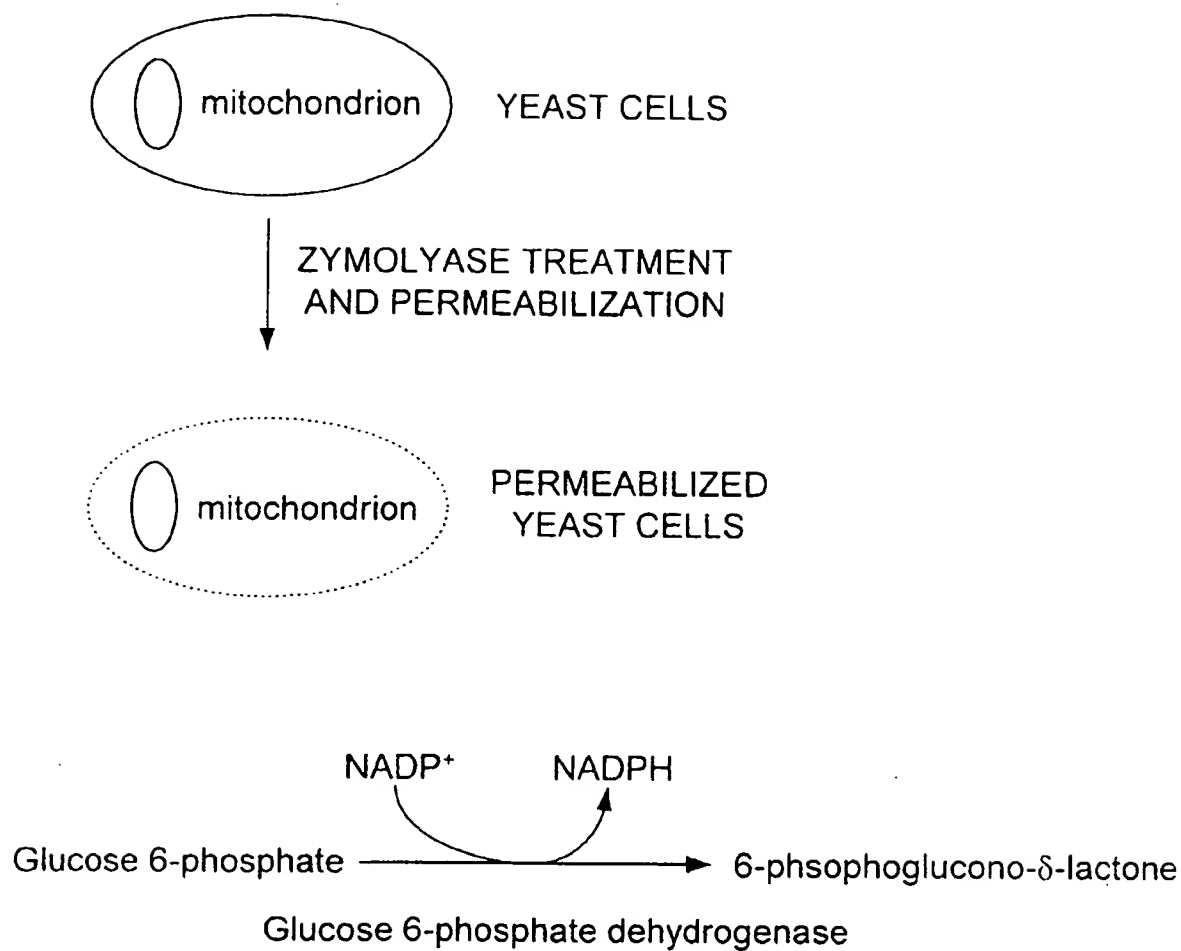 mitochondrion
YEAST CELLS
ZYMOLYASE TREATMENT
AND PERMEABILIZATION
mitochondrion
PERMEABILIZED
YEAST CELLS
NADP+
NADPH
Glucose 6-phosphate
6-phsophoglucono-δ-lactone
Glucose 6-phosphate dehydrogenase